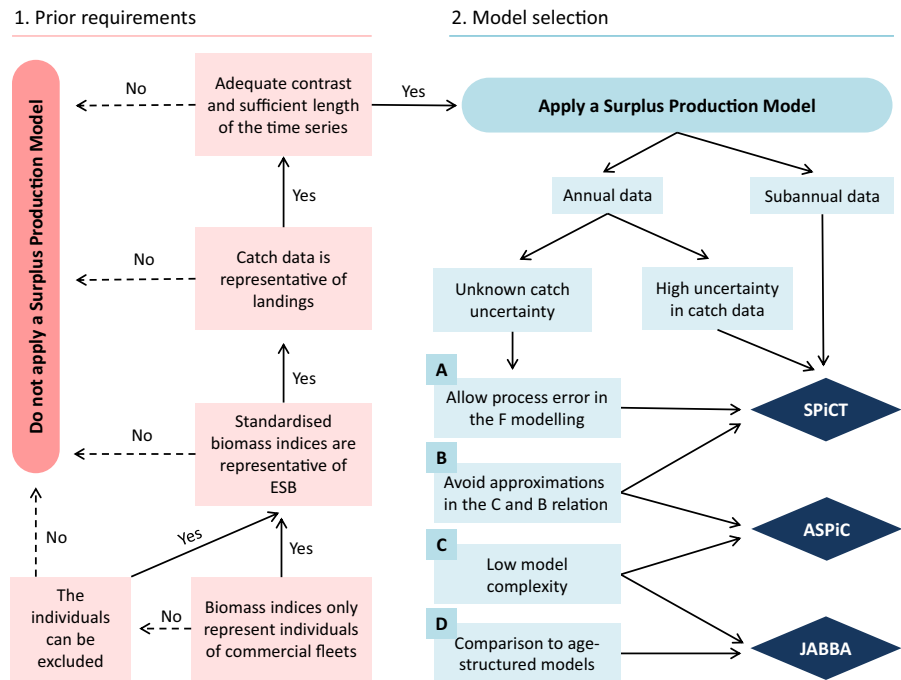 1. Prior requirements
Do not apply a Surplus Production Model
No
Adequate contrast
and sufficient length
of the time series
Yes
Yes
No
Catch data is
representative of
landings
Yes
No
Standardised
biomass indices are
representative of
ESB
No
Yes
Yes
The
individuals
can be
excluded
No
Biomass indices only
represent individuals
of commercial fleets
2. Model selection
Apply a Surplus Production Model
Annual data
Subannual data
Unknown catch
uncertainty
High uncertainty
in catch data
A
Allow process error in
the F modelling
B
Avoid approximations
in the C and B relation
C
Low model
complexity
D
Comparison to age-
structured models
SPiCT
ASPiC
JABBA